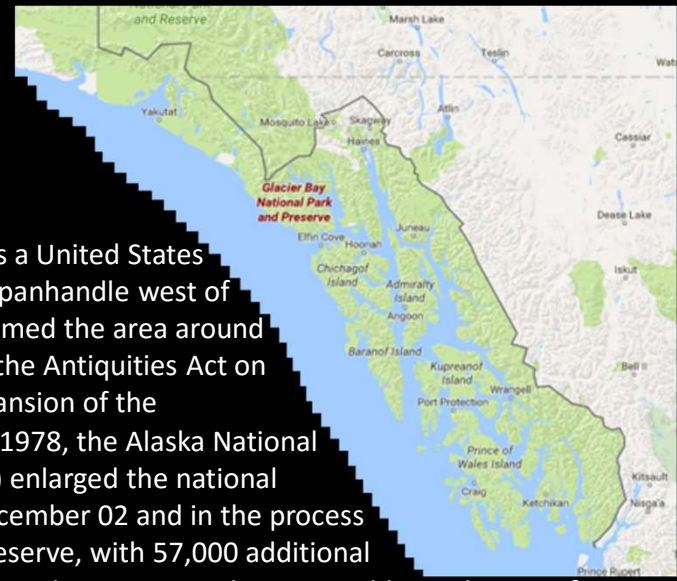 and Reserve
Marsh Lake
Carcross
Teslin
Yakutat
Mosquito Lake
Skagway
Atlin
Haines
Cassiar
Glacier Bay
National Park
and Preserve
Dease Lake
Juneau
Elfin Cove
Hoonah
Iskut
Chichagof
Island
Admiralty
Island
Angoon
Baranof Island
Kupreanof
Island
Bell II
Wrangell
Port Protection
Prince of
Wales Island
Kitsault
Craig
Ketchikan
Nisga'a
Prince Rupert
s a United States
panhandle west of
med the area around
the Antiquities Act on
ansion of the
1978, the Alaska National
) enlarged the national
cember 02 and in the process
eserve, with 57,000 additional